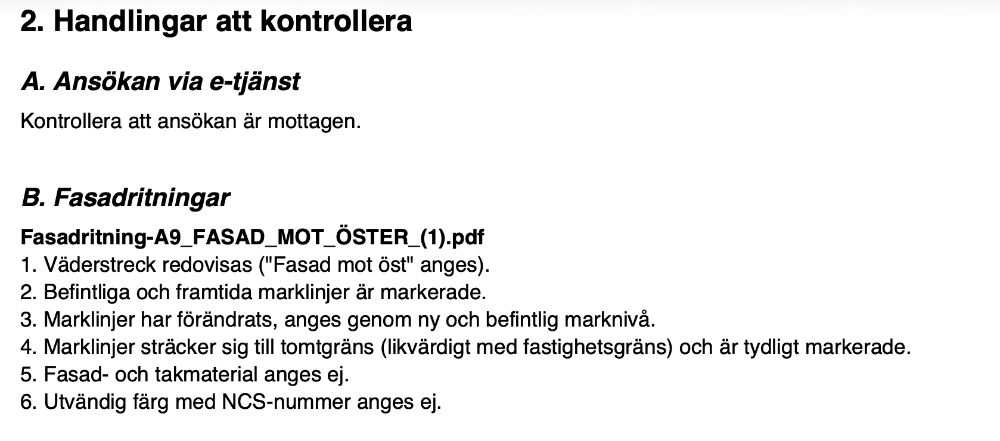 2. Handlingar att kontrollera
A. Ansökan via e-tjänst
Kontrollera att ansökan är mottagen.
B. Fasadritningar
Fasadritning-A9_FASAD_MOT_ÖSTER_(1).pdf
1. Väderstreck redovisas ("Fasad mot öst" anges).
2. Befintliga och framtida marklinjer är markerade.
3. Marklinjer har förändrats, anges genom ny och befintlig marknivå.
4. Marklinjer sträcker sig till tomtgräns (likvärdigt med fastighetsgräns) och är tydligt markerade.
5. Fasad- och takmaterial anges ej.
6. Utvändig färg med NCS-nummer anges ej.